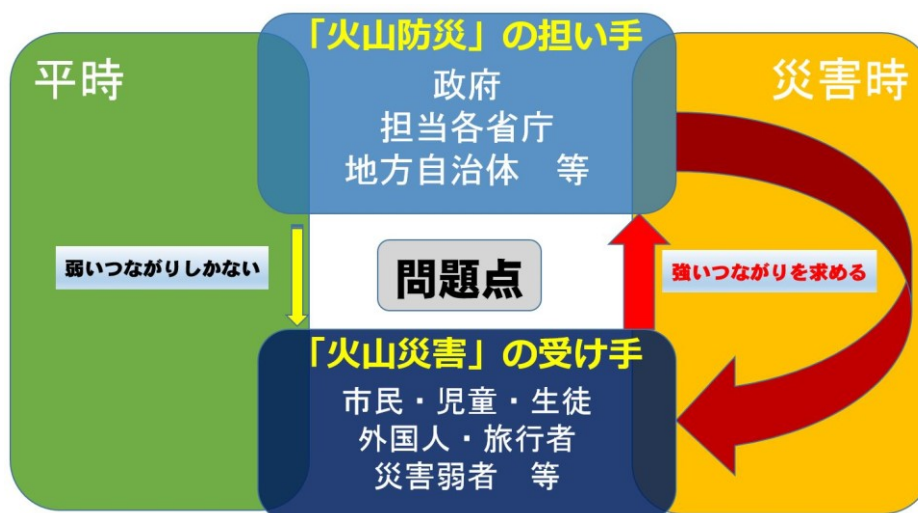 平時
「火山防災」の担い手
政府
担当各省庁
地方自治体　等
災害時
弱いつながりしかない
問題点
強いつながりを求める
「火山災害」の受け手
市民・児童・生徒
外国人・旅行者
災害弱者　等